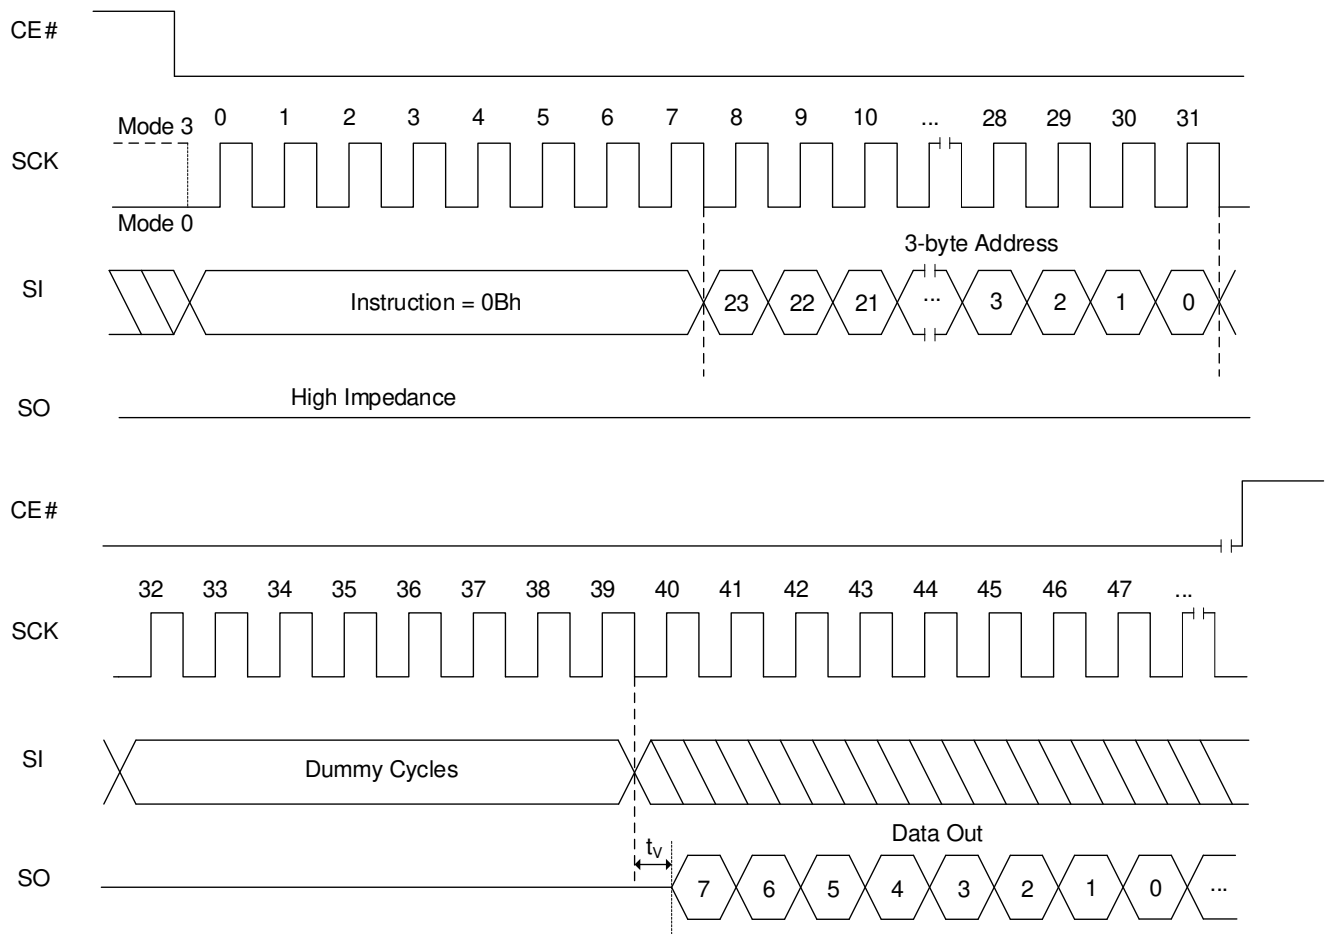 CE#
Mode 3 0 1 2 3 4 5 6 7 8 9 10 ... 28 29 30 31
SCK
Mode 0
3-byte Address
SI Instruction = 0Bh 23 22 21 ... 3 2 1 0
High Impedance
SO
CE#
32 33 34 35 36 37 38 39 40 41 42 43 44 45 46 47 ...
SCK
SI Dummy Cycles
Data Out
tV
SO 7 6 5 4 3 2 1 0 ...